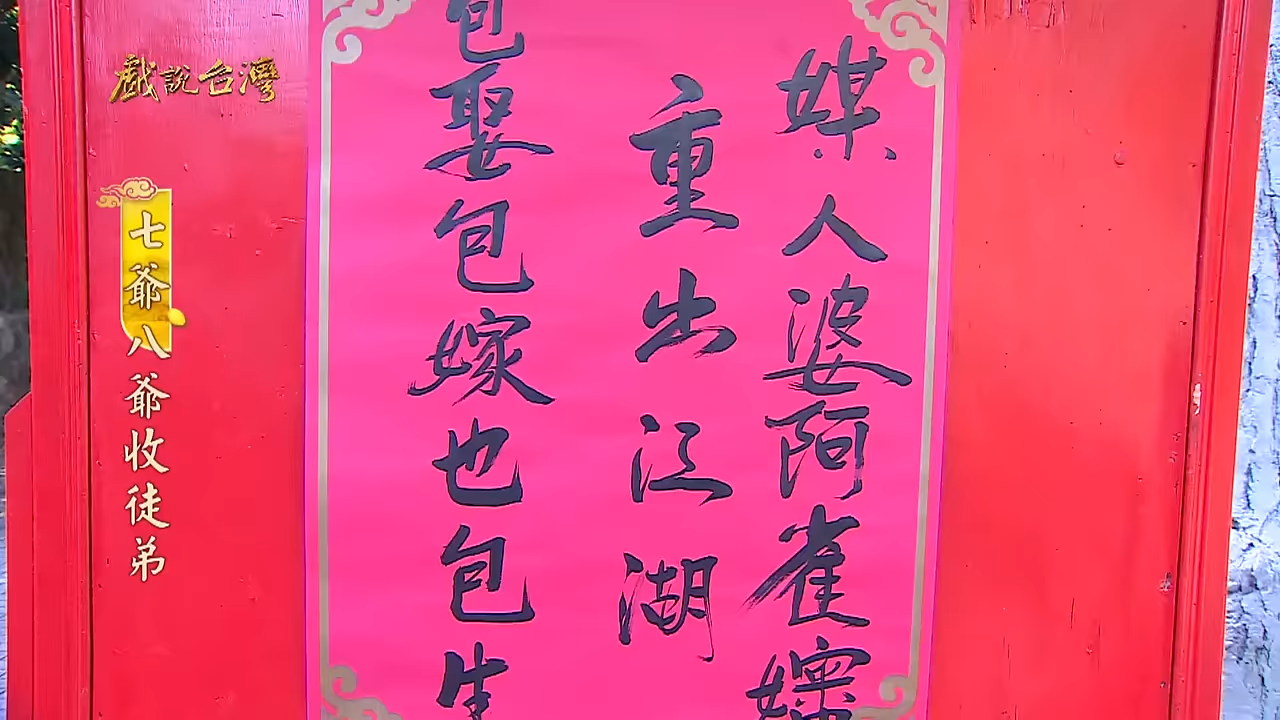 戲說台灣
七爺八爺收徒弟
媒人婆阿雀嬸
重出江湖
包娶包嫁也包生